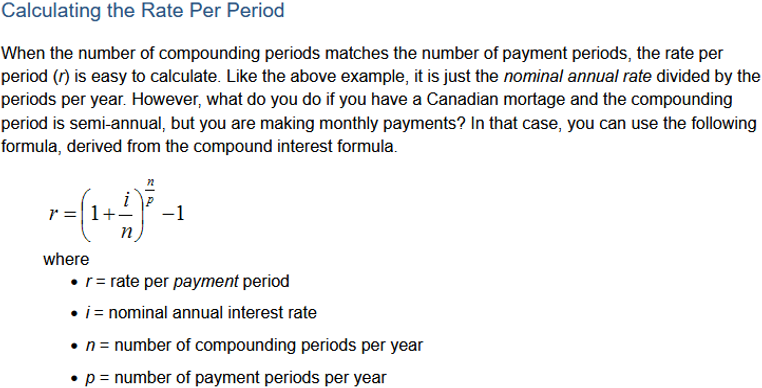 Calculating the Rate Per Period
When the number of compounding periods matches the number of payment periods, the rate per
period (r) is easy to calculate. Like the above example, it is just the nominal annual rate divided by the
periods per year. However, what do you do if you have a Canadian mortage and the compounding
period is semi-annual, but you are making monthly payments? In that case, you can use the following
formula, derived from the compound interest formula.
r = (1 + i/n)^(n/p) − 1
where
• r = rate per payment period
• i = nominal annual interest rate
• n = number of compounding periods per year
• p = number of payment periods per year